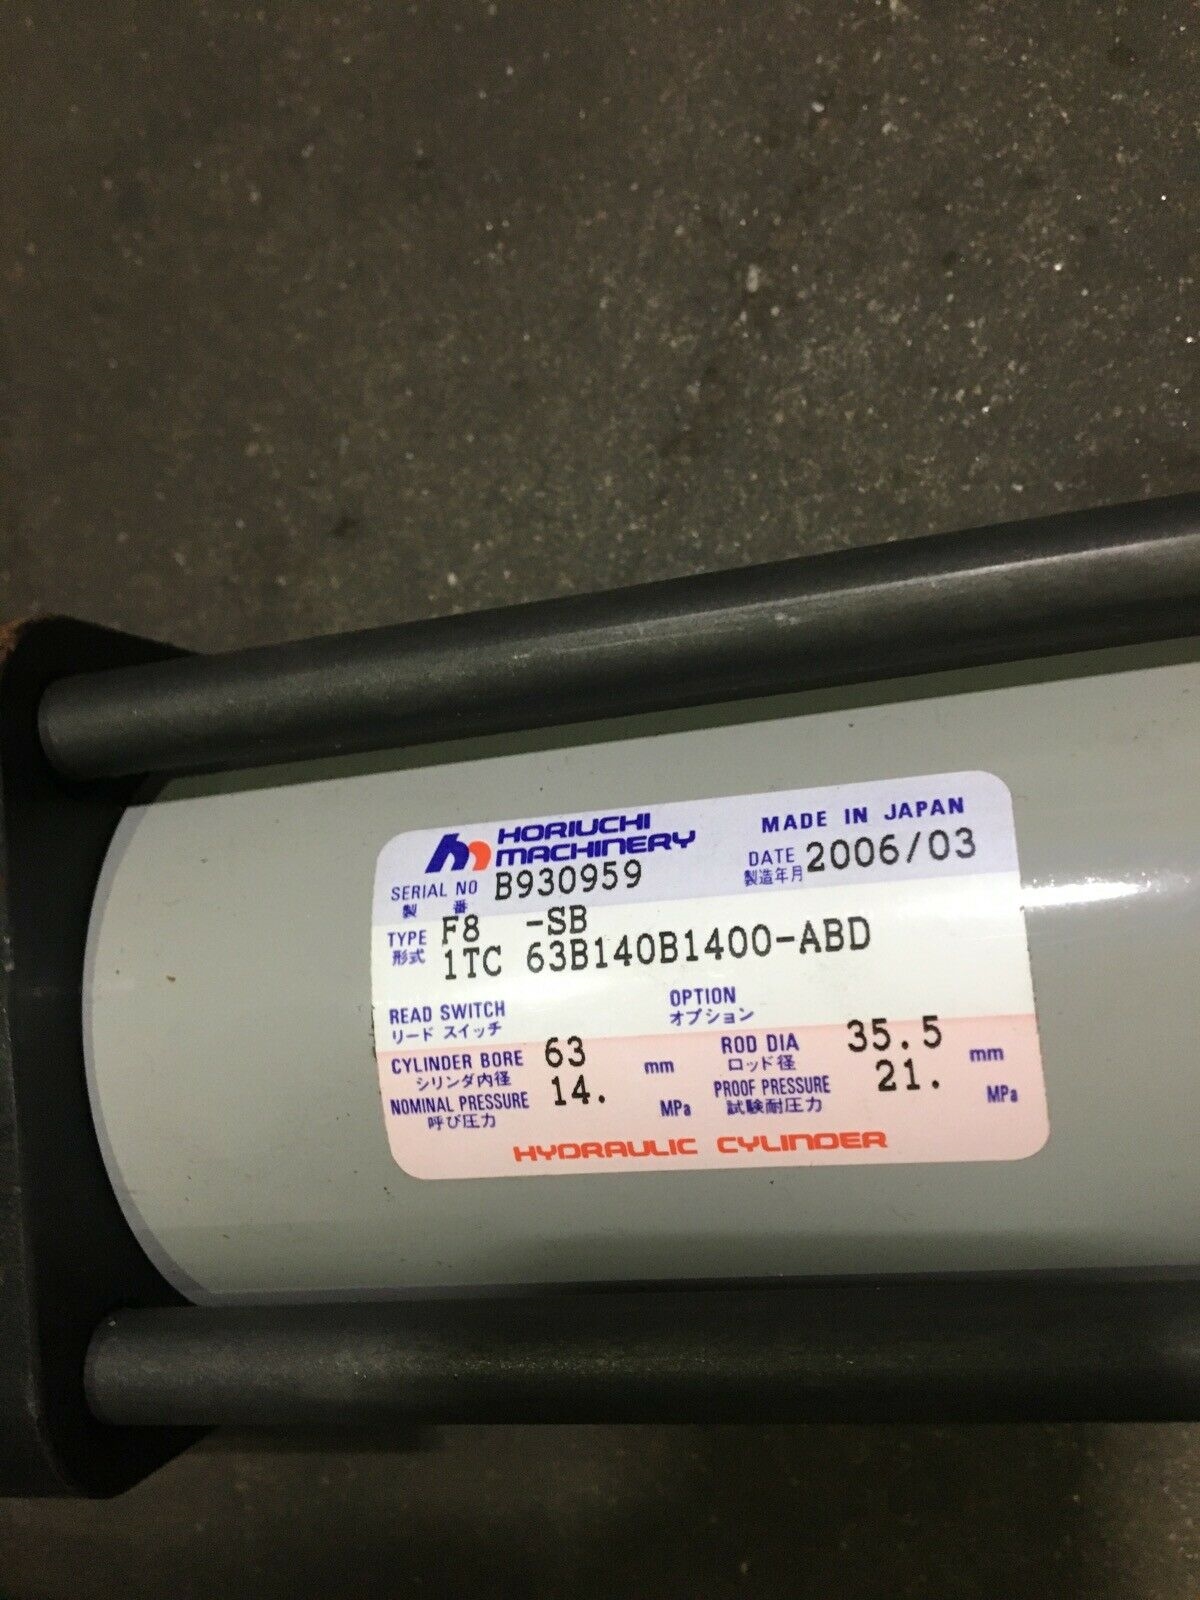 HORIUCHI
MACHINERY
MADE IN JAPAN
SERIAL NO B930959
製 番
DATE 2006/03
製造年月
TYPE F8 -SB
形式 1TC 63B140B1400-ABD
READ SWITCH
リード スイッチ
OPTION
オプション
CYLINDER BORE 63 mm
シリンダ内径
ROD DIA 35.5 mm
ロッド径
NOMINAL PRESSURE 14. MPa
呼び圧力
PROOF PRESSURE 21. MPa
試験耐圧力
HYDRAULIC CYLINDER